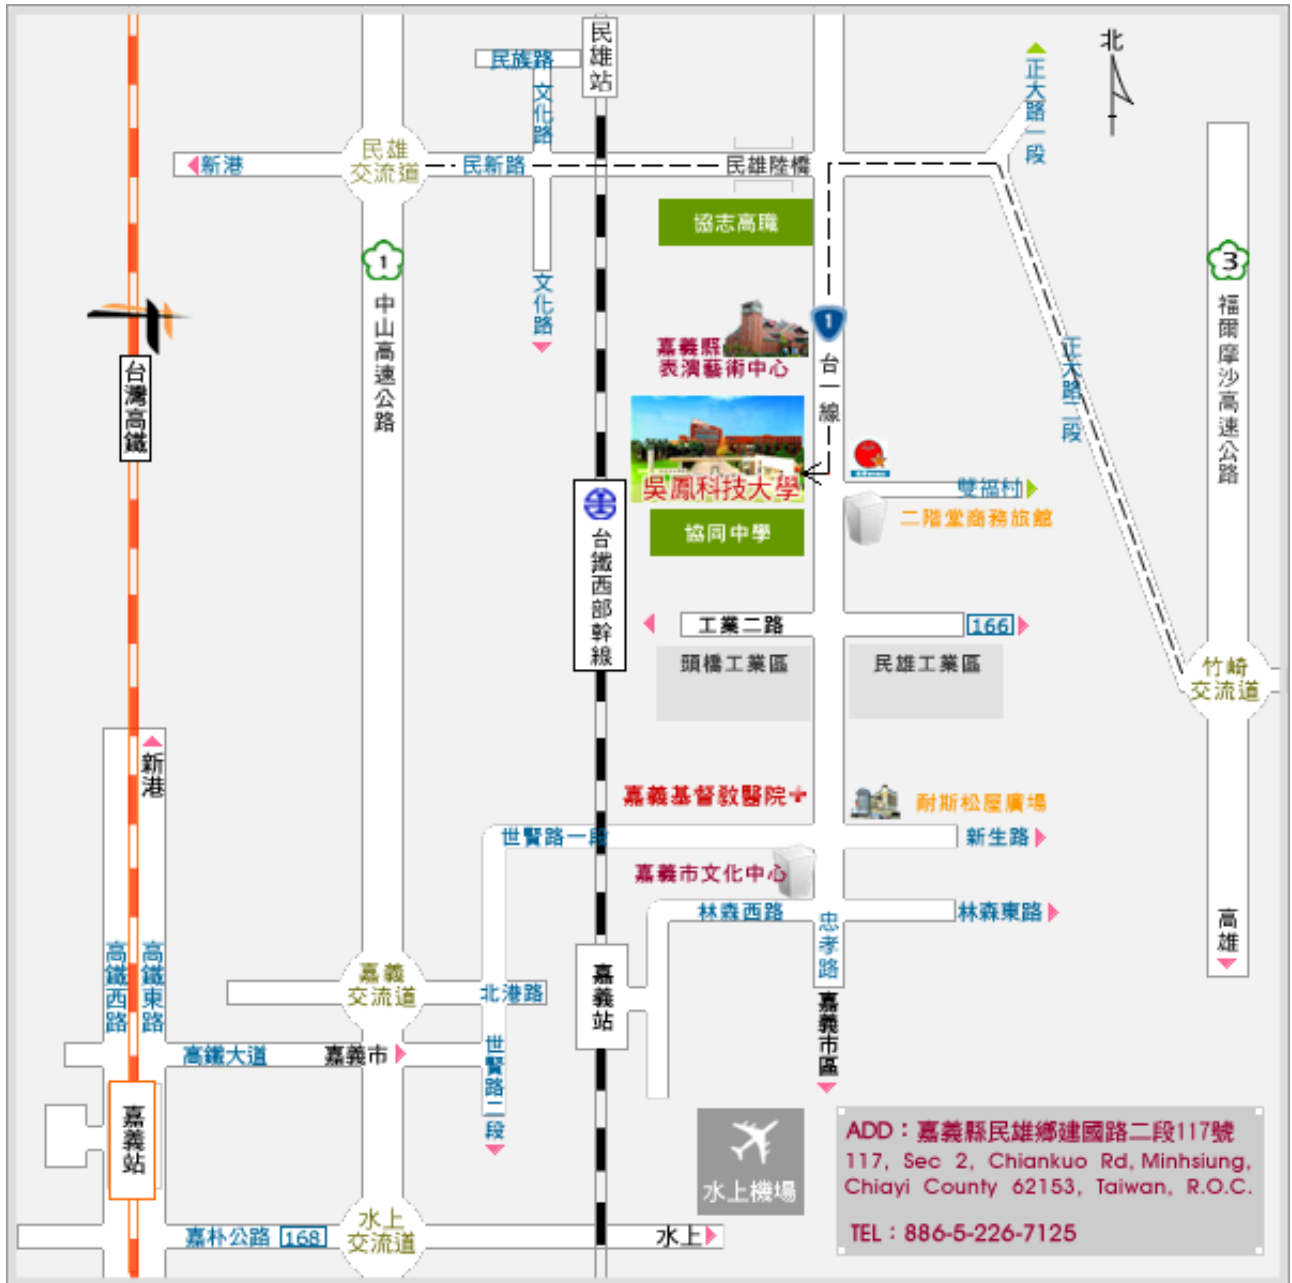 民雄站
北
民族路
文化路
正大路一段
民雄
交流道
新港
民新路
民雄陸橋
協志高職
1
3
文化路
中山高速公路
1
台一線
福爾摩沙高速公路
嘉義縣
表演藝術中心
正大路二段
台灣高鐵
吳鳳科技大學
雙福村
二階堂商務旅館
協同中學
台鐵西部幹線
工業二路
166
頭橋工業區
民雄工業區
竹崎
交流道
新港
嘉義基督教醫院
耐斯松屋廣場
世賢路一段
新生路
嘉義市文化中心
林森西路
林森東路
忠孝路
高雄
高鐵西路
高鐵東路
嘉義
交流道
北港路
嘉義站
嘉義市區
高鐵大道
嘉義市
世賢路二段
嘉義站
水上機場
ADD：嘉義縣民雄鄉建國路二段117號
117, Sec 2, Chiankuo Rd, Minhsiung,
Chiayi County 62153, Taiwan, R.O.C.
TEL：886-5-226-7125
嘉朴公路
168
水上
交流道
水上